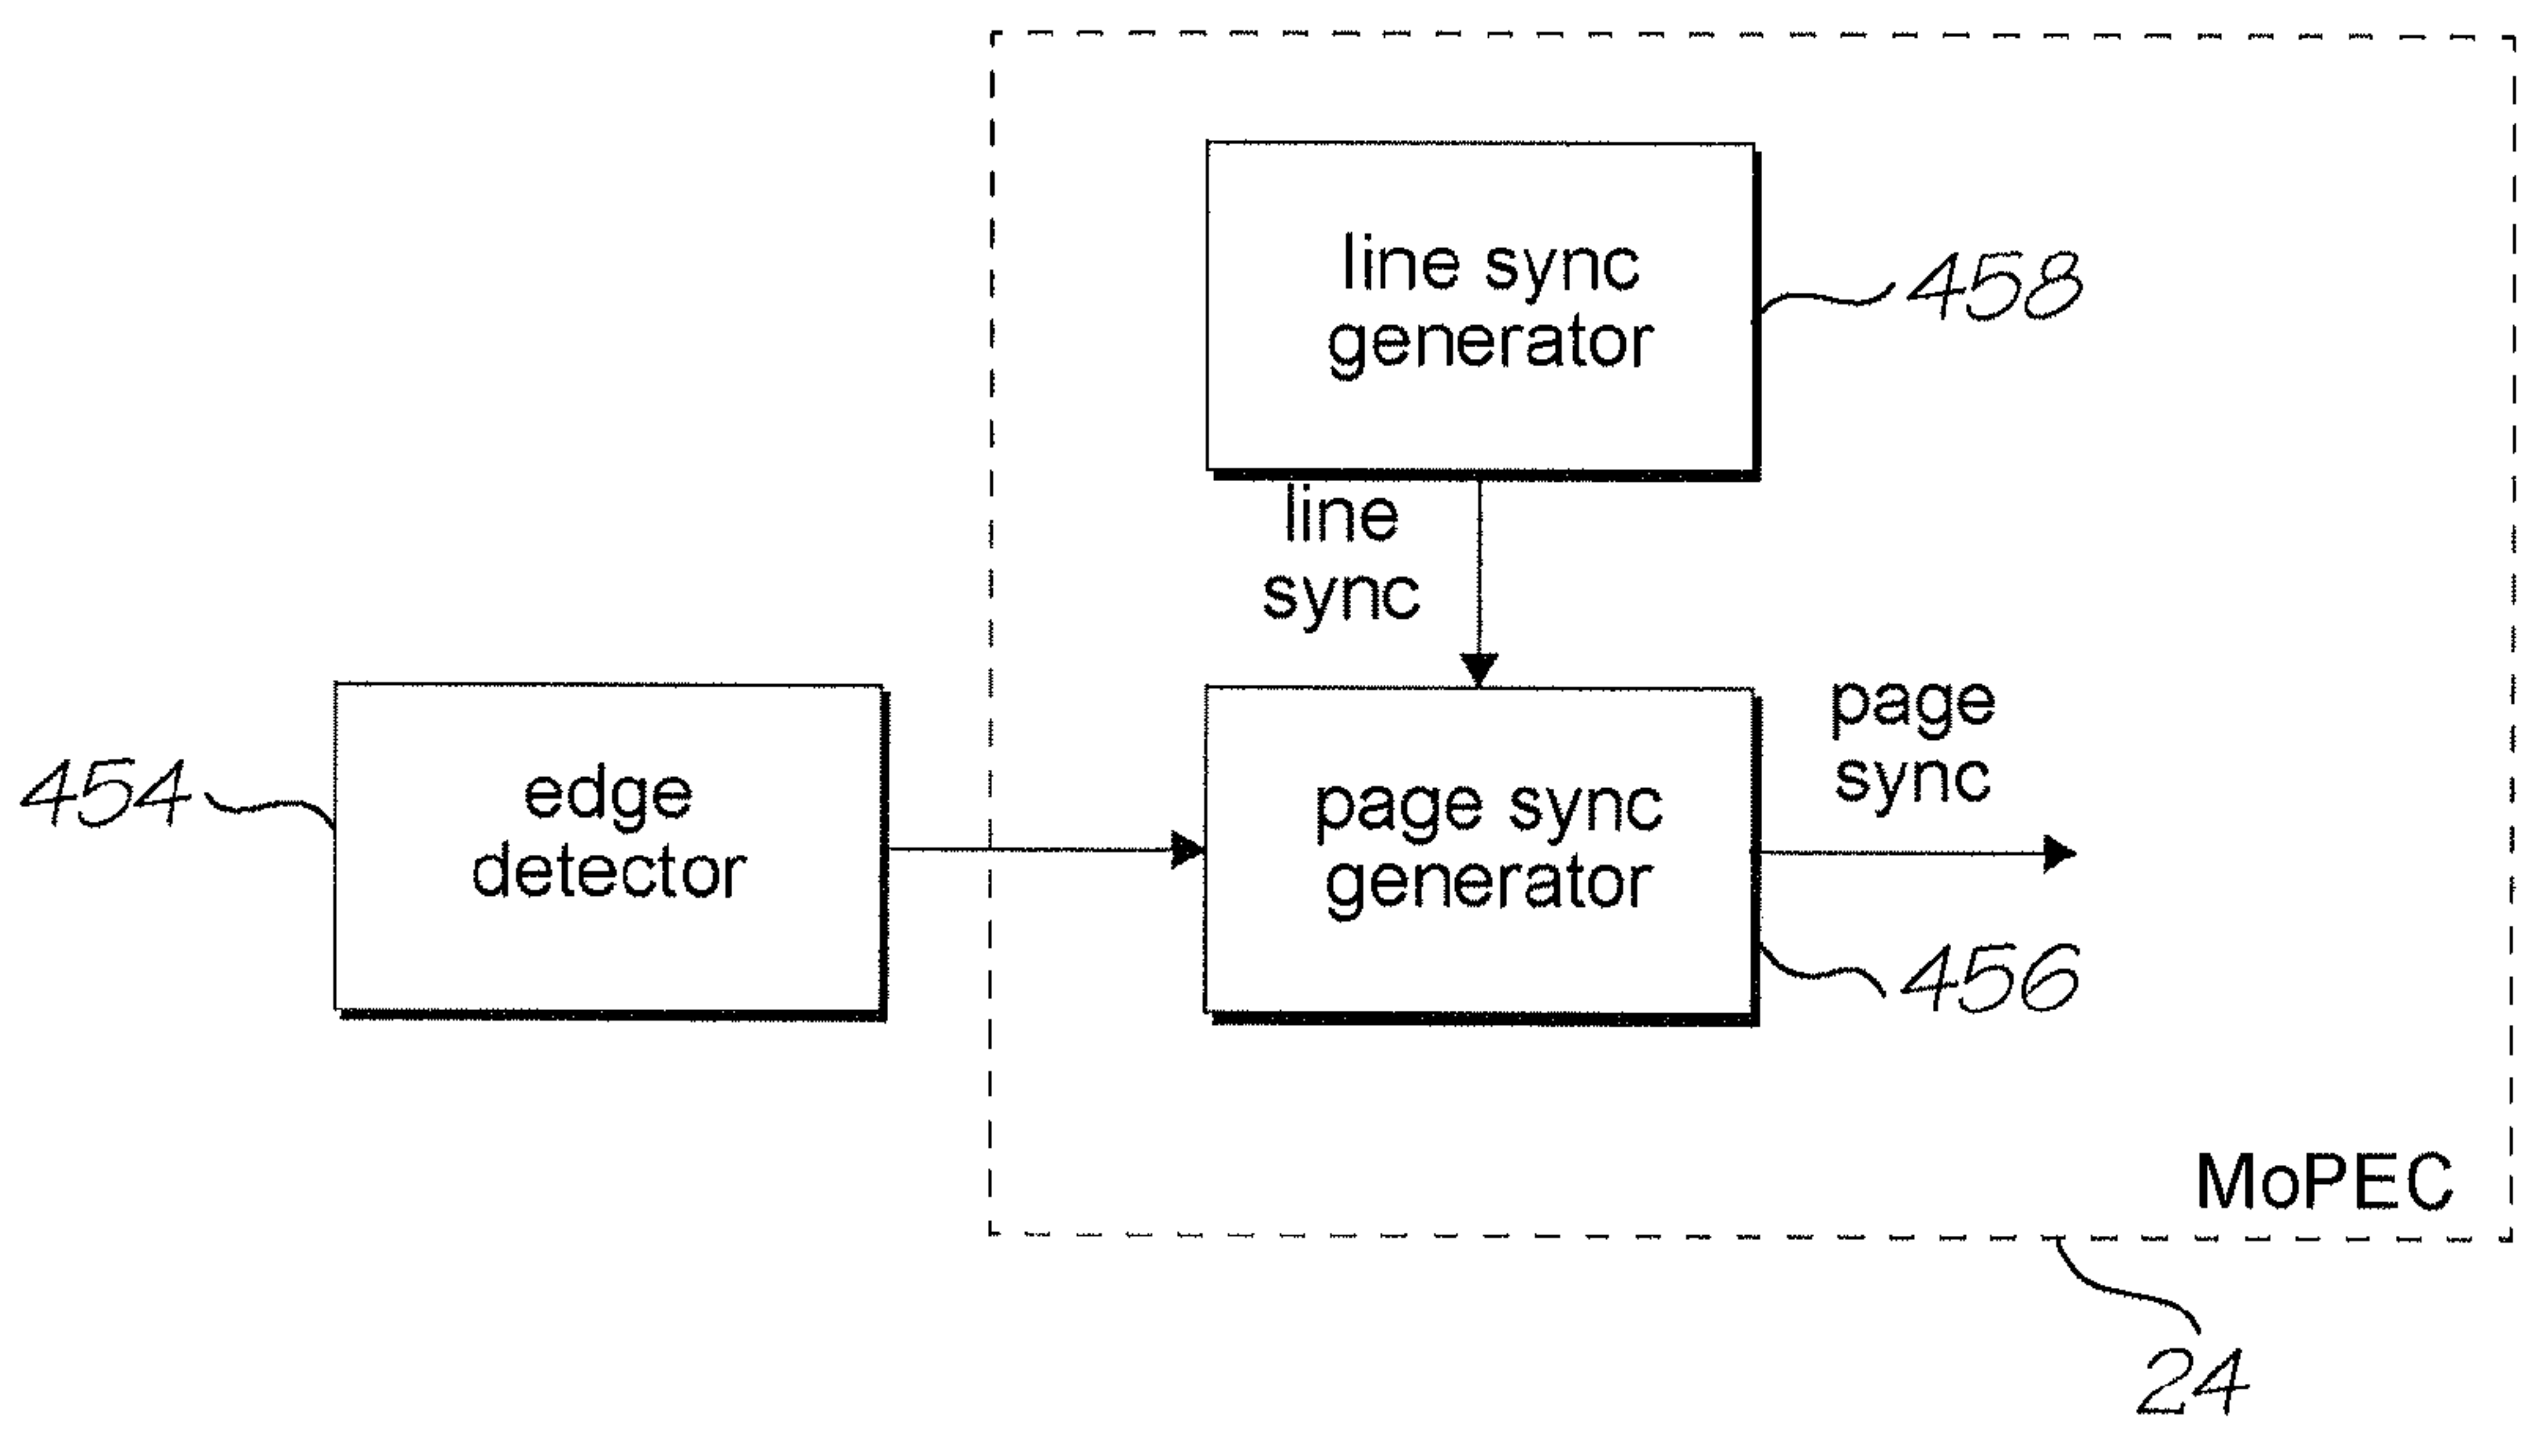 line sync
generator
458
line
sync
page
sync
454
edge
detector
page sync
generator
456
MoPEC
24